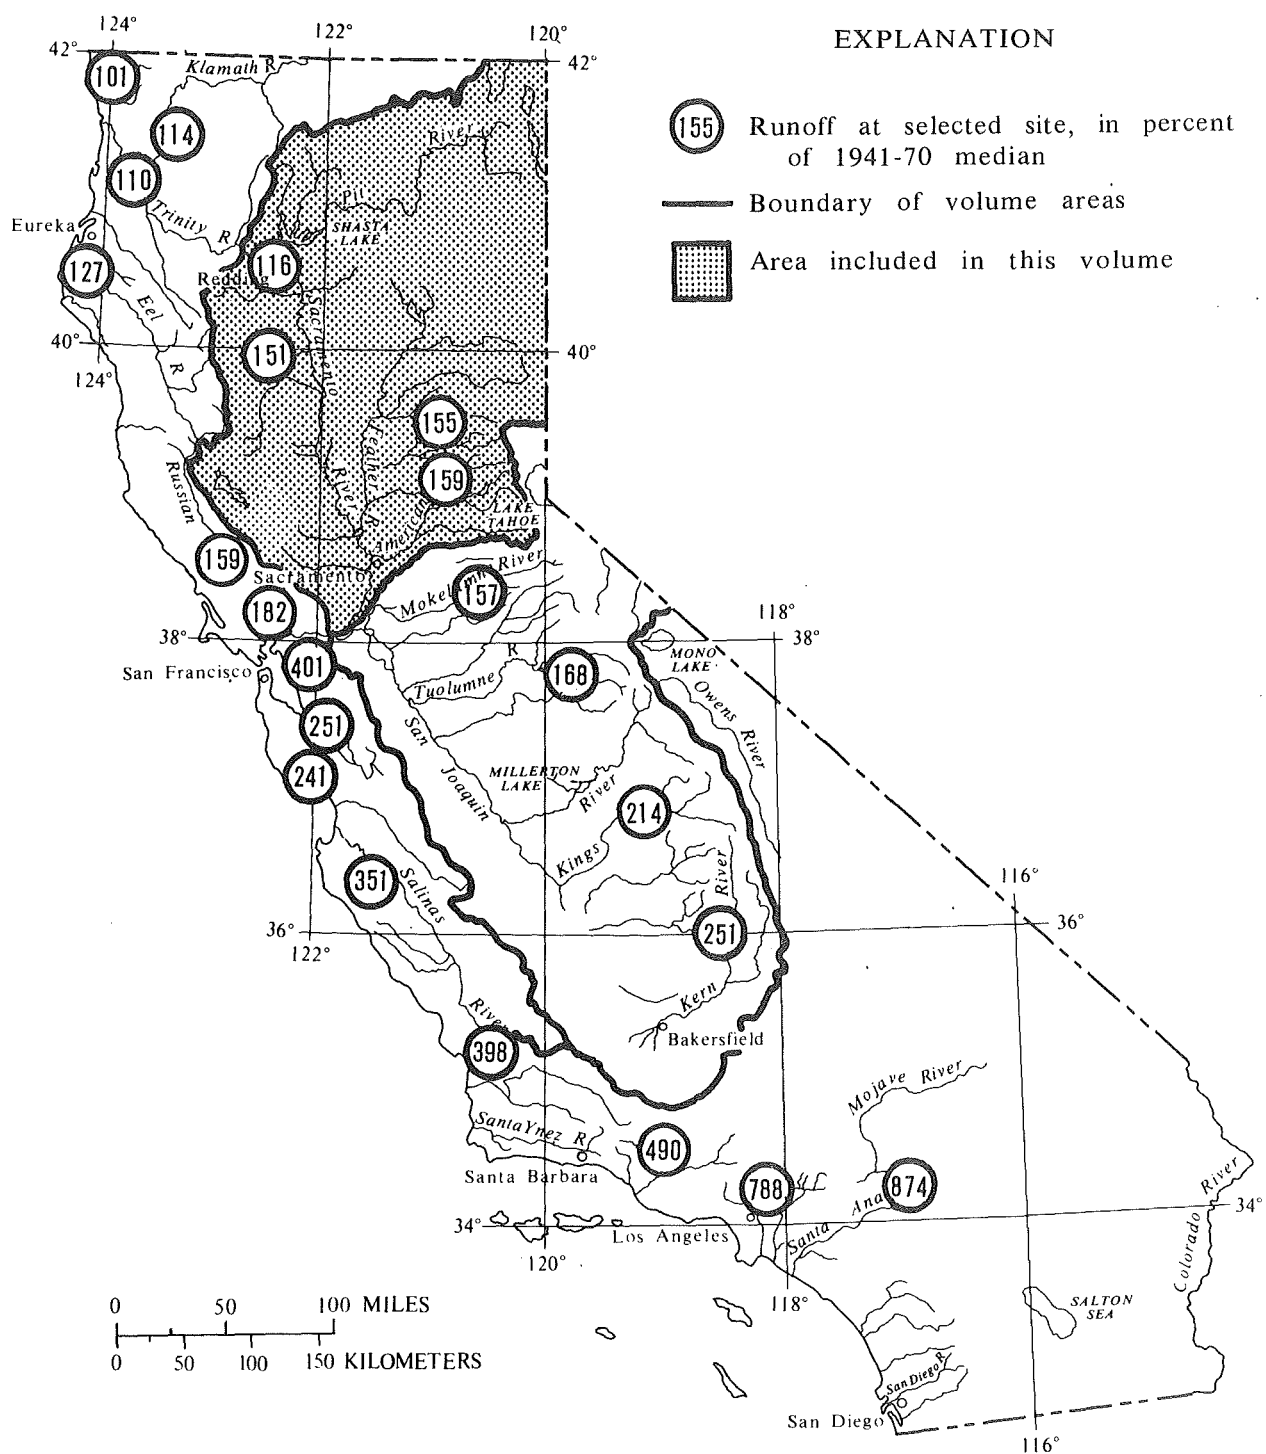 124°
122°
120°
42°
42°
EXPLANATION
155
Runoff at selected site, in percent
of 1941-70 median
Boundary of volume areas
Area included in this volume
101
Klamath R
114
110
River
Pit
Trinity R
SHASTA
LAKE
Eureka
127
116
Redding
Eel
R
Sacramento
River
40°
40°
124°
151
155
Feather
R
159
Russian
American
LAKE
TAHOE
159
Sacramento
Mokelumne River
157
182
118°
38°
38°
San Francisco
401
MONO
LAKE
168
Tuolumne
R
Owens
River
251
San
Joaquin
River
241
MILLERTON
LAKE
214
Kings
351
Salinas
River
River
116°
251
36°
36°
122°
Kern
Bakersfield
398
Mojave River
Santa Ynez R
490
Santa Barbara
788
874
Santa Ana
River
Colorado
34°
34°
Los Angeles
120°
118°
0 50 100 MILES
0 50 100 150 KILOMETERS
SALTON
SEA
San Diego R
San Diego
116°